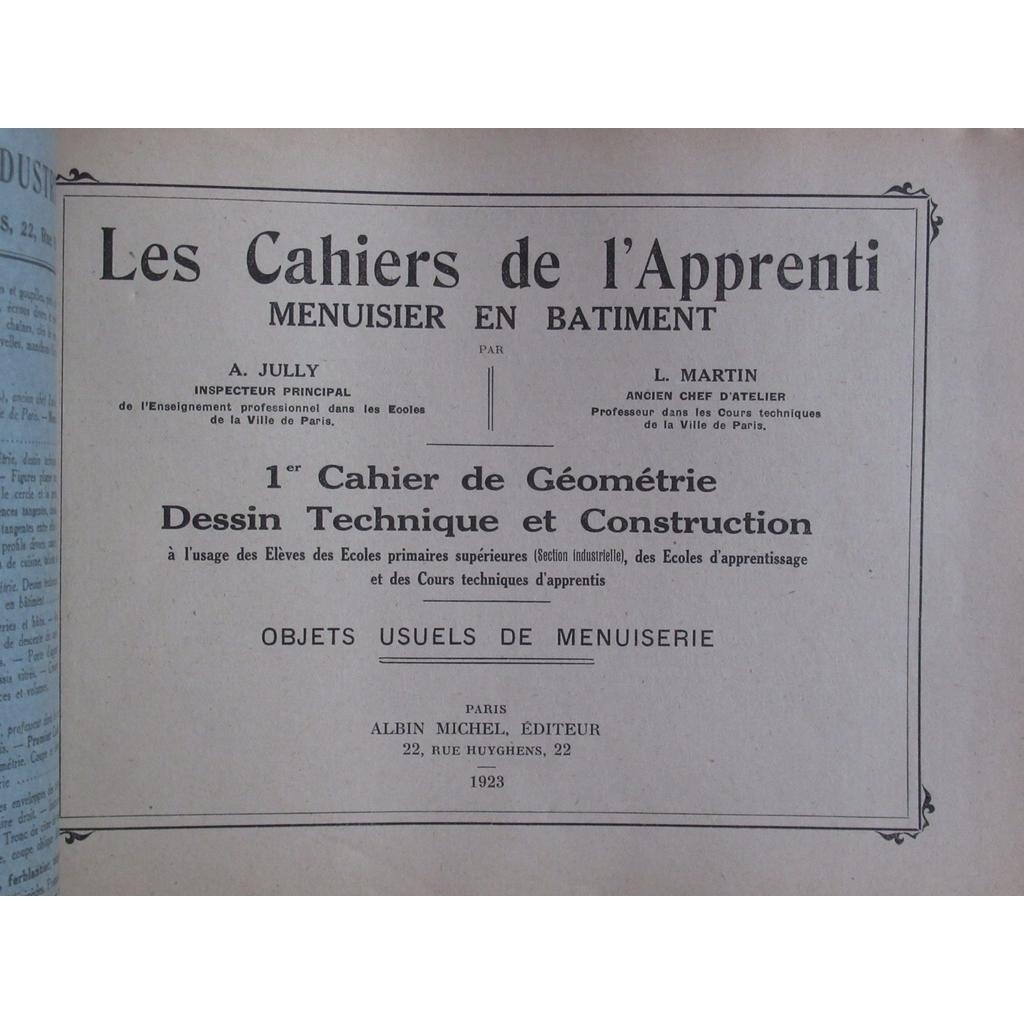 Les Cahiers de l'Apprenti
MENUISIER EN BATIMENT
PAR
A. JULLY
INSPECTEUR PRINCIPAL
de l'Enseignement professionnel dans les Ecoles
de la Ville de Paris.
L. MARTIN
ANCIEN CHEF D'ATELIER
Professeur dans les Cours techniques
de la Ville de Paris.
1er Cahier de Géométrie
Dessin Technique et Construction
à l'usage des Elèves des Ecoles primaires supérieures (Section industrielle), des Ecoles d'apprentissage
et des Cours techniques d'apprentis
OBJETS USUELS DE MENUISERIE
PARIS
ALBIN MICHEL, ÉDITEUR
22, RUE HUYGHENS, 22
1923